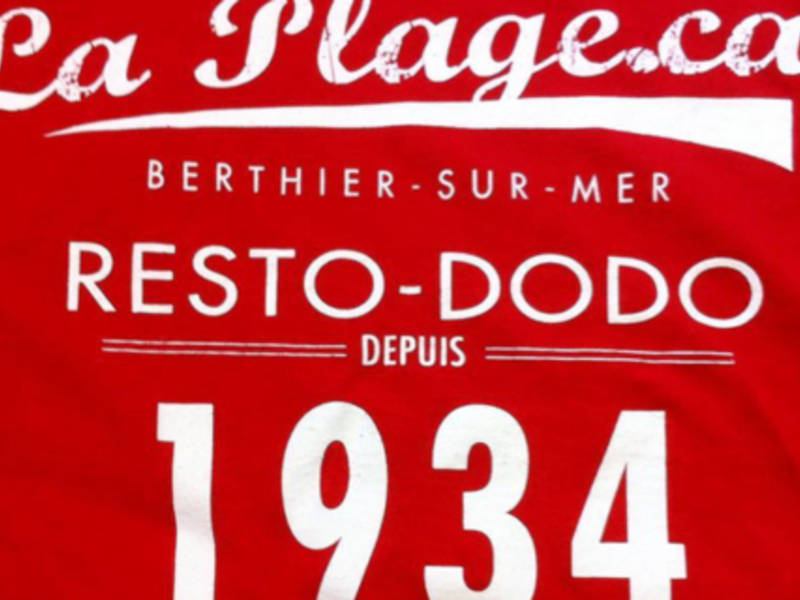 La Plage.ca
BERTHIER-SUR-MER
RESTO-DODO
DEPUIS
1934